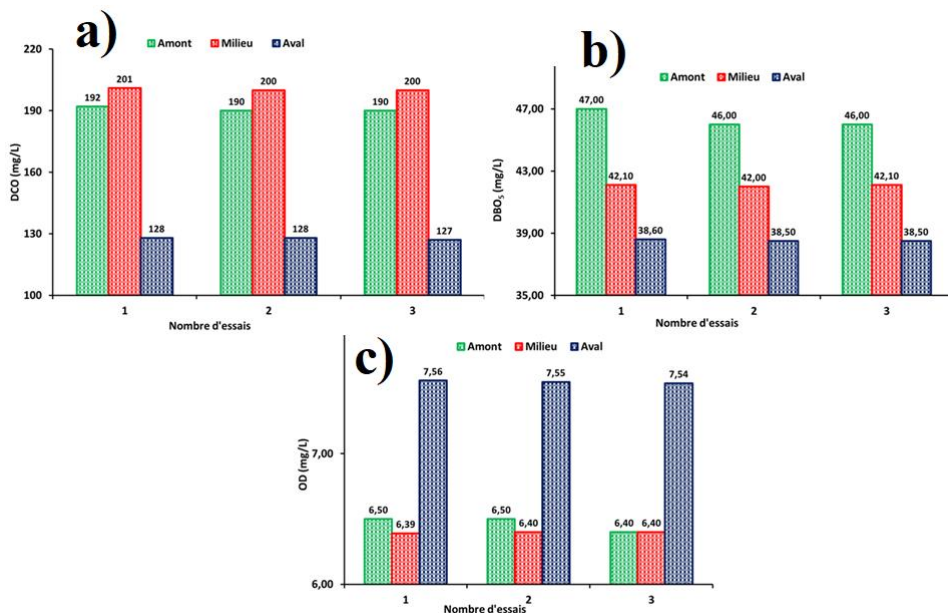 a)
Amont Milieu Aval
220
190
160
130
100
DCO (mg/L)
192 201 128
190 200 128
190 200 127
1 2 3
Nombre d'essais
b)
Amont Milieu Aval
47,00
43,00
39,00
35,00
DBO₅ (mg/L)
47,00 42,10 38,60
46,00 42,00 38,50
46,00 42,10 38,50
1 2 3
Nombre d'essais
c)
Amont Milieu Aval
7,00
6,00
OD (mg/L)
6,50 6,39 7,56
6,50 6,40 7,55
6,40 6,40 7,54
1 2 3
Nombre d'essais